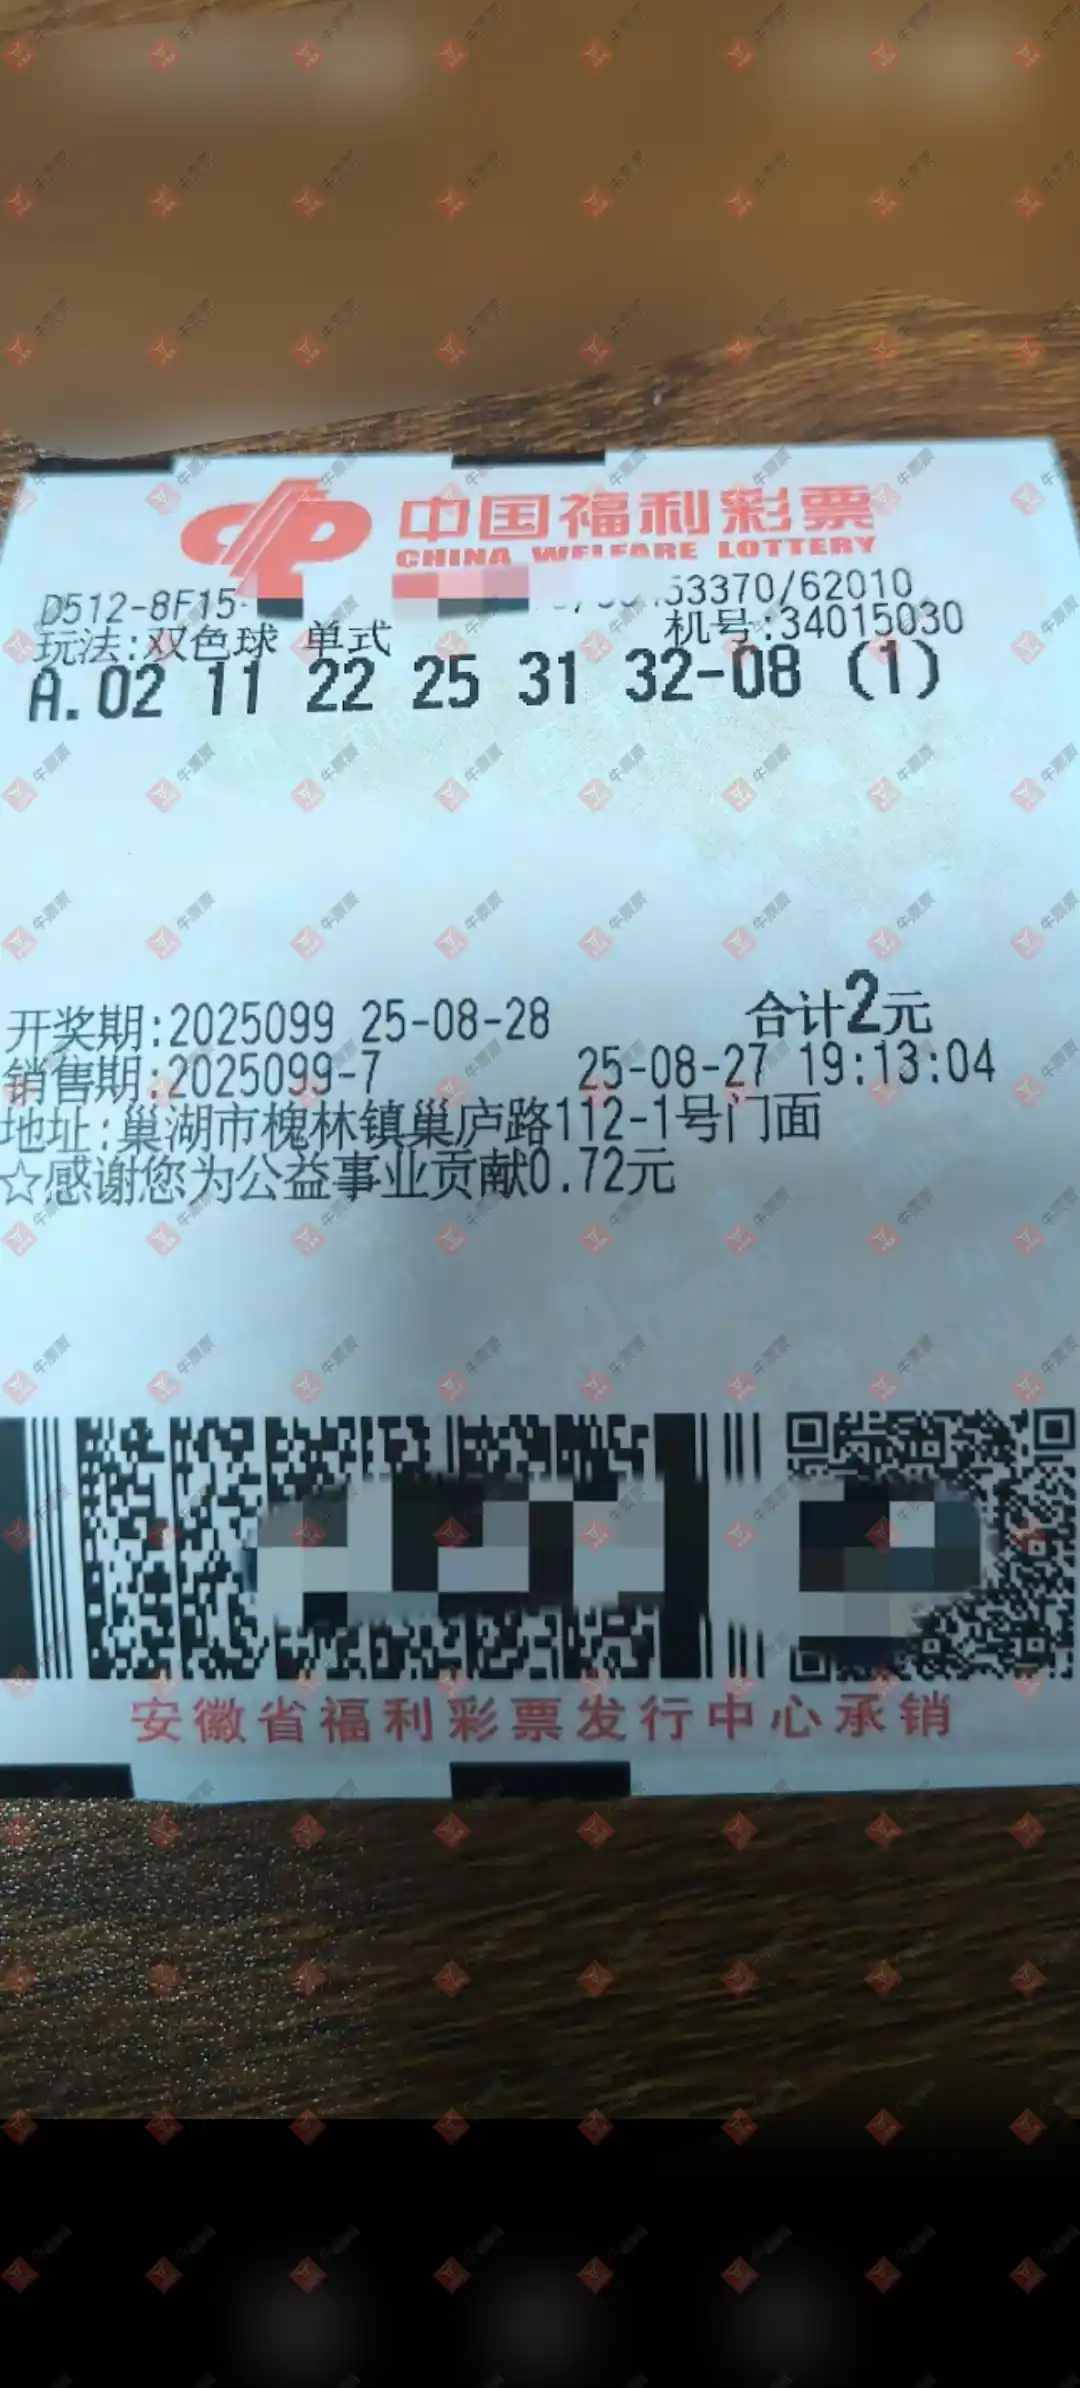 中国福利彩票
CHINA WELFARE LOTTERY
D512-8F15- 53370/62010
玩法:双色球 单式 机号:34015030
A.02 11 22 25 31 32-08 (1)
开奖期:2025099 25-08-28 合计2元
销售期:2025099-7 25-08-27 19:13:04
地址:巢湖市槐林镇巢庐路112-1号门面
☆感谢您为公益事业贡献0.72元
安徽省福利彩票发行中心承销
牛票票